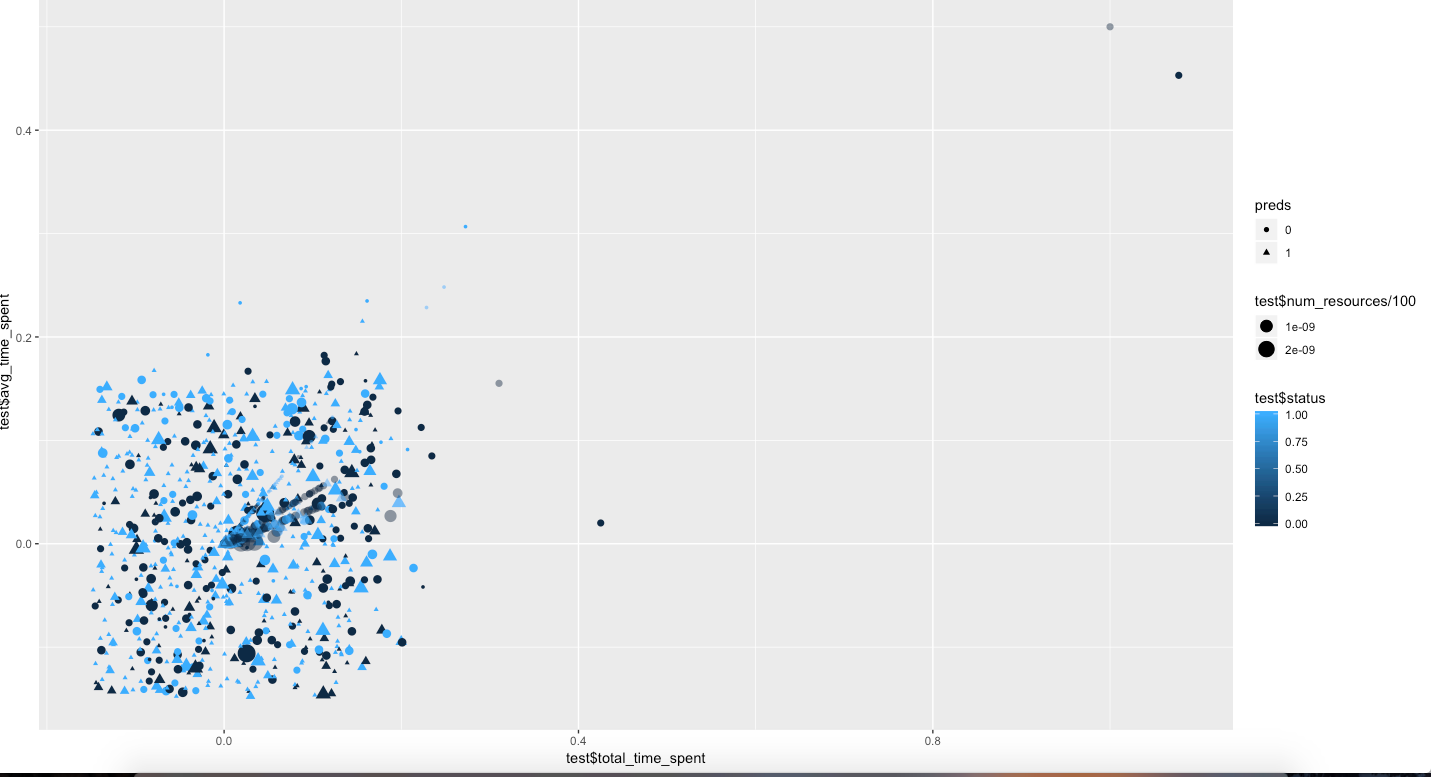 test$avg_time_spent
0.4
0.2
0.0
0.0
0.4
0.8
test$total_time_spent
preds
0
1
test$num_resources/100
1e-09
2e-09
test$status
1.00
0.75
0.50
0.25
0.00